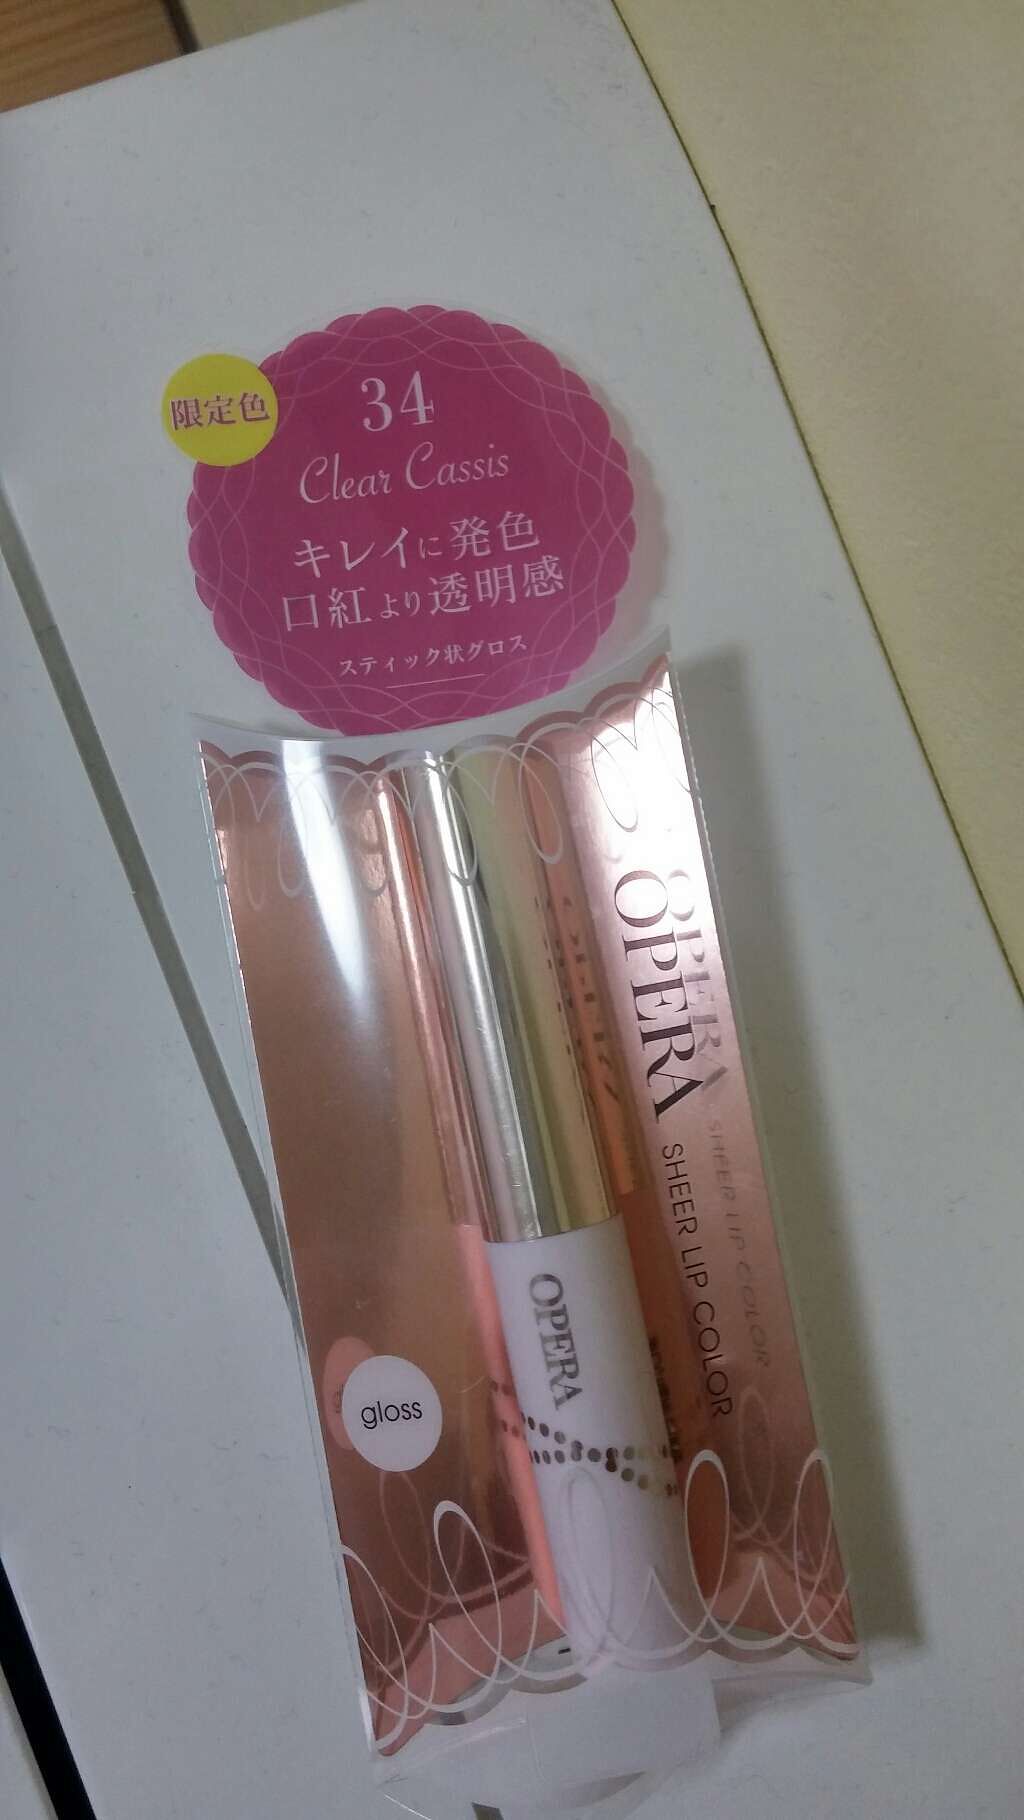 限定色
34
Clear Cassis
キレイに発色
口紅より透明感
スティック状グロス
OPERA SHEER LIP COLOR
OPERA SHEER LIP COLOR
OPERA
gloss